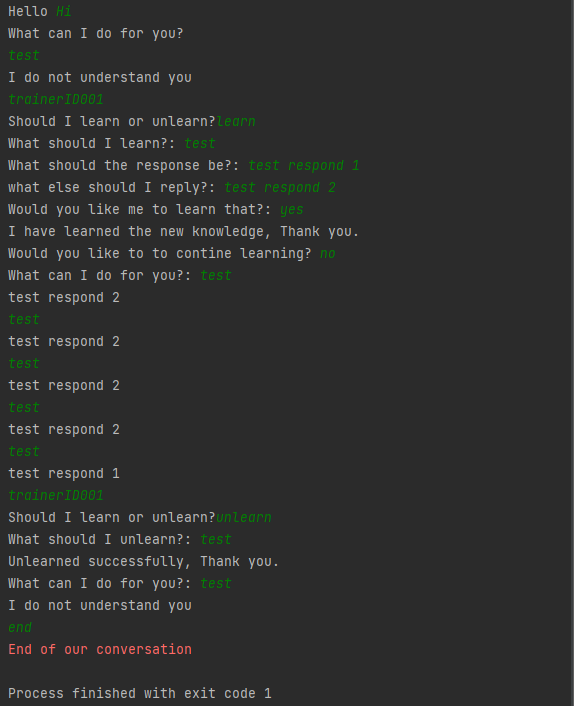 Hello Hi
What can I do for you?
test
I do not understand you
trainerID001
Should I learn or unlearn?learn
What should I learn?: test
What should the response be?: test respond 1
what else should I reply?: test respond 2
Would you like me to learn that?: yes
I have learned the new knowledge, Thank you.
Would you like to to contine learning? no
What can I do for you?: test
test respond 2
test
test respond 2
test
test respond 2
test
test respond 2
test
test respond 1
trainerID001
Should I learn or unlearn?unlearn
What should I unlearn?: test
Unlearned successfully, Thank you.
What can I do for you?: test
I do not understand you
end
End of our conversation
Process finished with exit code 1